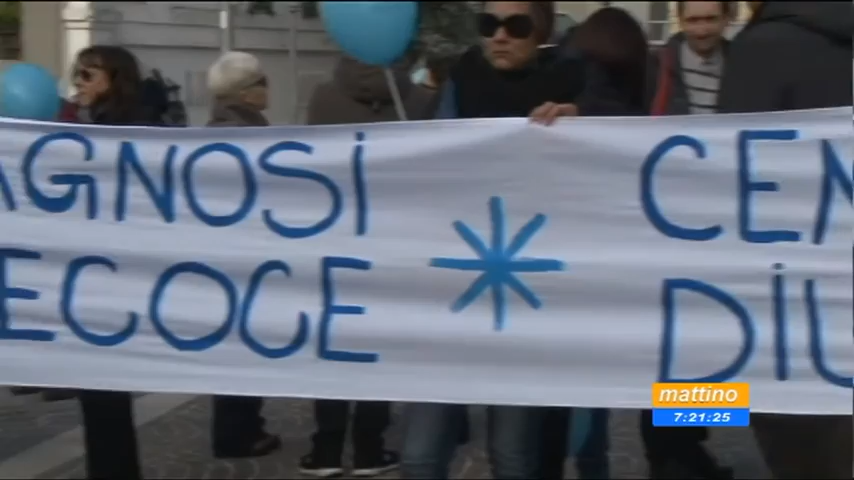 AGNOSI
CEN
ECOCE
DIU
mattino
7:21:25